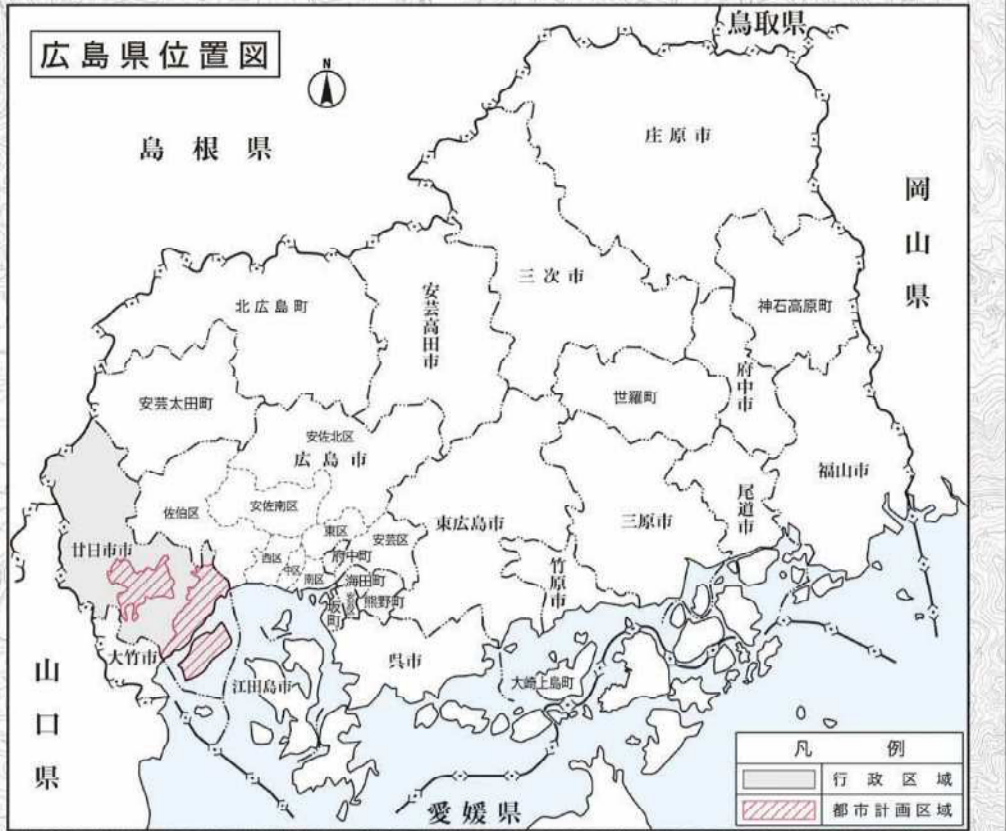 広島県位置図
N
鳥取県
島根県
岡山県
山口県
愛媛県
庄原市
三次市
神石高原町
北広島町
安芸高田市
府中市
世羅町
安芸太田町
安佐北区
広島市
福山市
佐伯区
安佐南区
東区
安芸区
東広島市
三原市
尾道市
廿日市市
西区
中区
南区
府中町
海田町
竹原市
坂町
安芸区
熊野町
大竹市
江田島市
呉市
大崎上島町
凡例
行政区域
都市計画区域